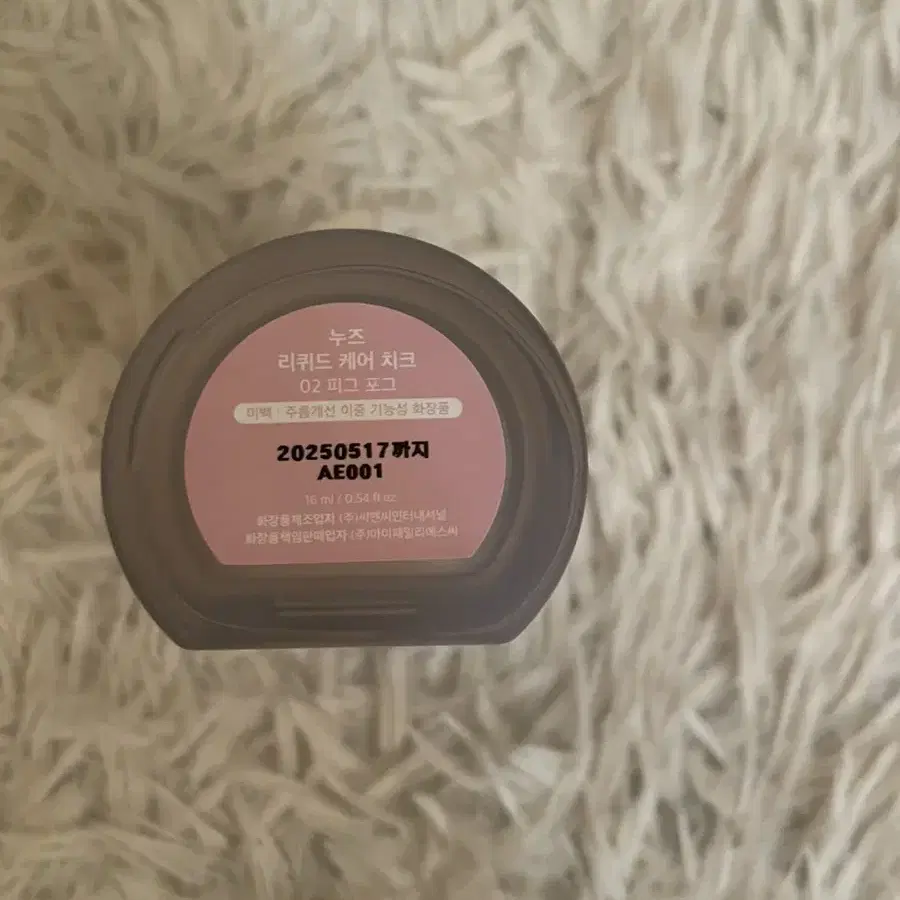 누즈
리퀴드 케어 치크
02 피그 포그
미백 · 주름개선 이중 기능성 화장품
20250517까지
AE001
16 ml / 0.54 fl oz
화장품제조업자 (주)씨앤씨인터내셔널
화장품책임판매업자 (주)아이패밀리에스씨